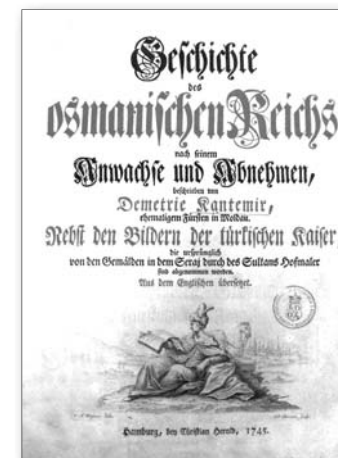 Geschichte
des
osmanischen Reichs
nach seinem
Anwachse und Abnehmen,
beschrieben von
Demetrie Kantemir,
ehemaligem Fürsten in Moldau.
Nebst den Bildern der türkischen Kaiser,
die ursprünglich
von den Gemälden in dem Seraj durch des Sultans Hofmaler
sind abgenommen worden.
Aus dem Englischen übersetzet.
Hamburg, bey Christian Herold, 1745.